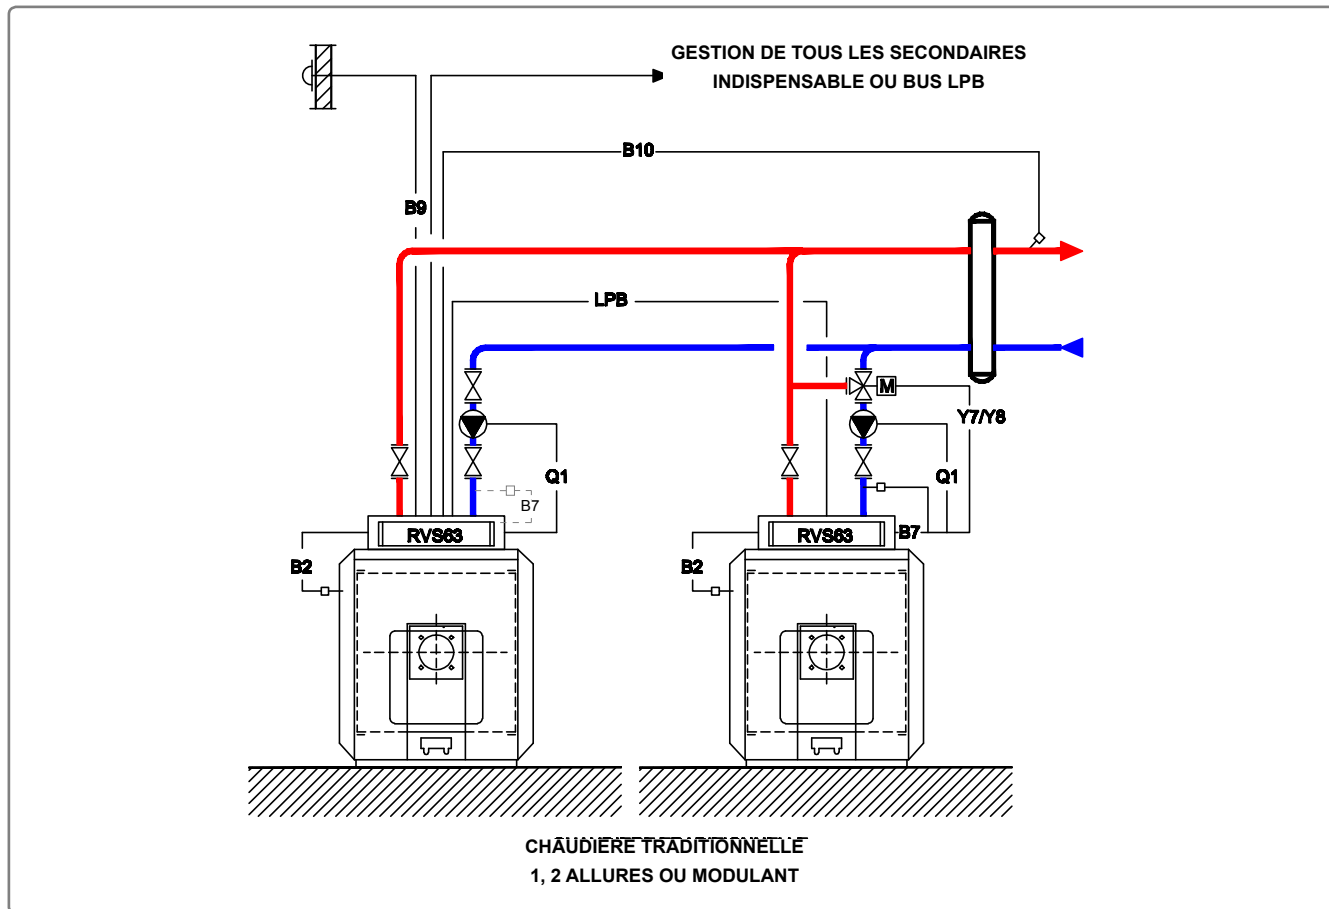 GESTION DE TOUS LES SECONDAIRES
INDISPENSABLE OU BUS LPB
B10
B9
LPB
M
Y7/Y8
Q1
Q1
B7
RVS63
RVS63
B7
B2
B2
CHAUDIERE TRADITIONNELLE
1, 2 ALLURES OU MODULANT